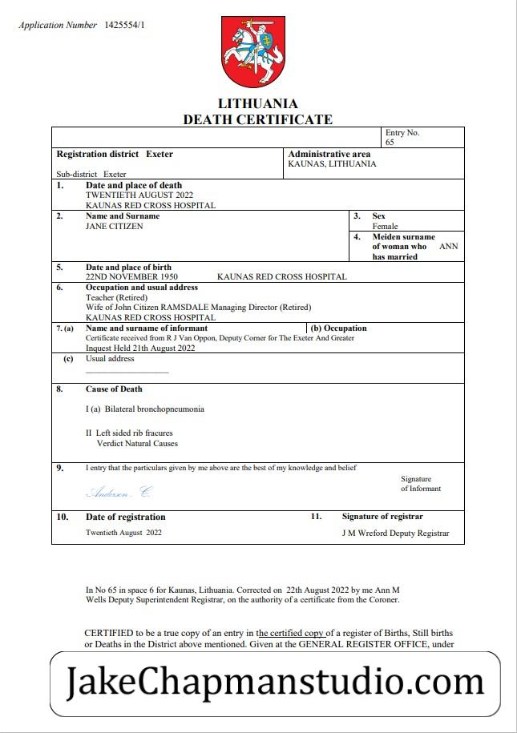 Application Number 1425554/1
LITHUANIA
DEATH CERTIFICATE
Entry No.
65
Registration district Exeter
Administrative area
KAUNAS, LITHUANIA
Sub-district Exeter
1. Date and place of death
TWENTIETH AUGUST 2022
KAUNAS RED CROSS HOSPITAL
2. Name and Surname
JANE CITIZEN
3. Sex
Female
4. Meiden surname
of woman who ANN
has married
5. Date and place of birth
22ND NOVEMBER 1950 KAUNAS RED CROSS HOSPITAL
6. Occupation and usual address
Teacher (Retired)
Wife of John Citizen RAMSDALE Managing Director (Retired)
KAUNAS RED CROSS HOSPITAL
7. (a) Name and surname of informant (b) Occupation
Certificate received from R J Van Oppon, Deputy Corner for The Exeter And Greater
Inquest Held 21th August 2022
(c) Usual address
8. Cause of Death
I (a) Bilateral bronchopneumonia
II Left sided rib fracures
Verdict Natural Causes
9. I entry that the particulars given by me above are the best of my knowledge and belief
Anderson . C.
Signature
of Informant
10. Date of registration
Twentieth August 2022
11. Signature of registrar
J M Wreford Deputy Registrar
In No 65 in space 6 for Kaunas, Lithuania. Corrected on 22th August 2022 by me Ann M
Wells Deputy Superintendent Registrar, on the authority of a certificate from the Coroner.
CERTIFIED to be a true copy of an entry in the certified copy of a register of Births, Still births
or Deaths in the District above mentioned. Given at the GENERAL REGISTER OFFICE, under
JakeChapmanstudio.com